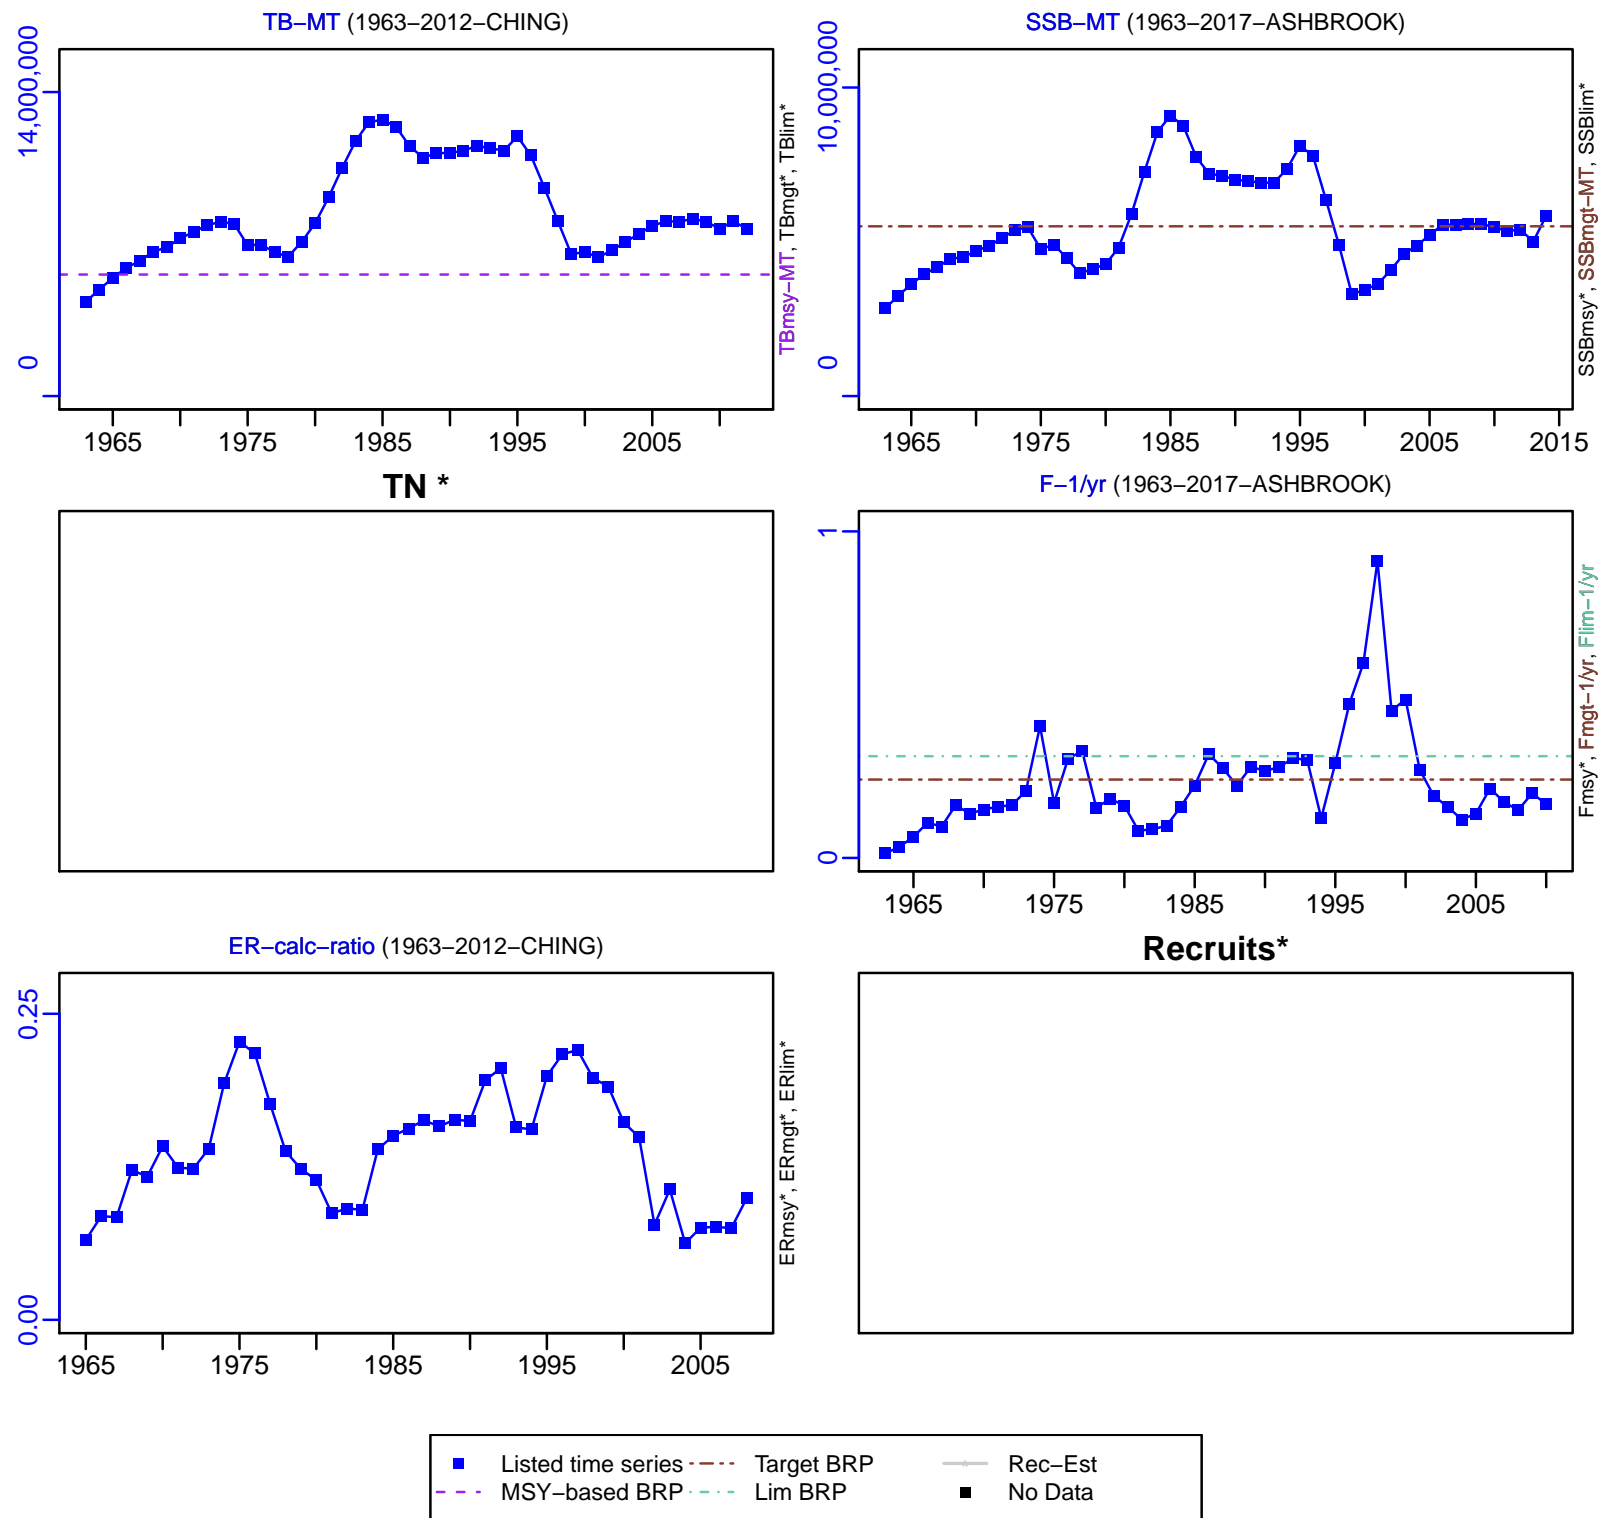 TB−MT (1963−2012−CHING)
14,000,000
0
1965 1975 1985 1995 2005
TBmsy−MT, TBmgt*, TBlim*
SSB−MT (1963−2017−ASHBROOK)
10,000,000
0
1965 1975 1985 1995 2005 2015
SSBmsy*, SSBmgt−MT, SSBlim*
TN *
F−1/yr (1963−2017−ASHBROOK)
1
0
1965 1975 1985 1995 2005
Fmsy*, Fmgt−1/yr, Flim−1/yr
ER−calc−ratio (1963−2012−CHING)
0.25
0.00
1965 1975 1985 1995 2005
ERmsy*, ERmgt*, ERlim*
Recruits*
Listed time series Target BRP Rec−Est
MSY−based BRP Lim BRP No Data